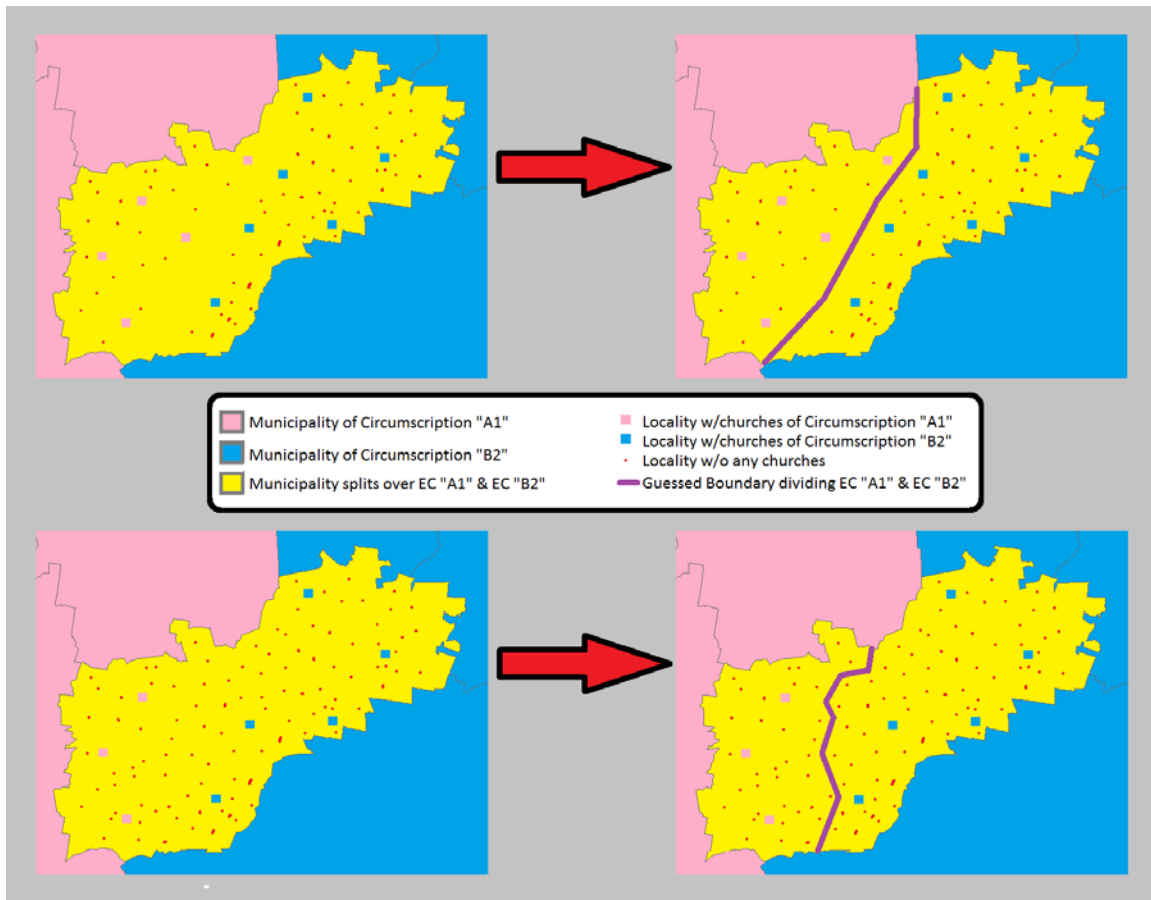 Municipality of Circumscription "A1"
Municipality of Circumscription "B2"
Municipality splits over EC "A1" & EC "B2"
Locality w/churches of Circumscription "A1"
Locality w/churches of Circumscription "B2"
Locality w/o any churches
Guessed Boundary dividing EC "A1" & EC "B2"